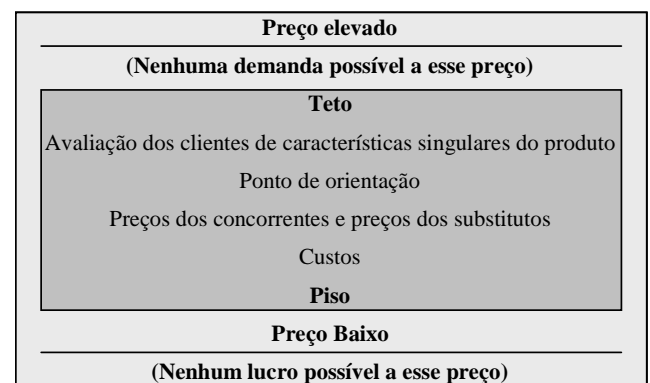 Preço elevado
(Nenhuma demanda possível a esse preço)
Teto
Avaliação dos clientes de características singulares do produto
Ponto de orientação
Preços dos concorrentes e preços dos substitutos
Custos
Piso
Preço Baixo
(Nenhum lucro possível a esse preço)